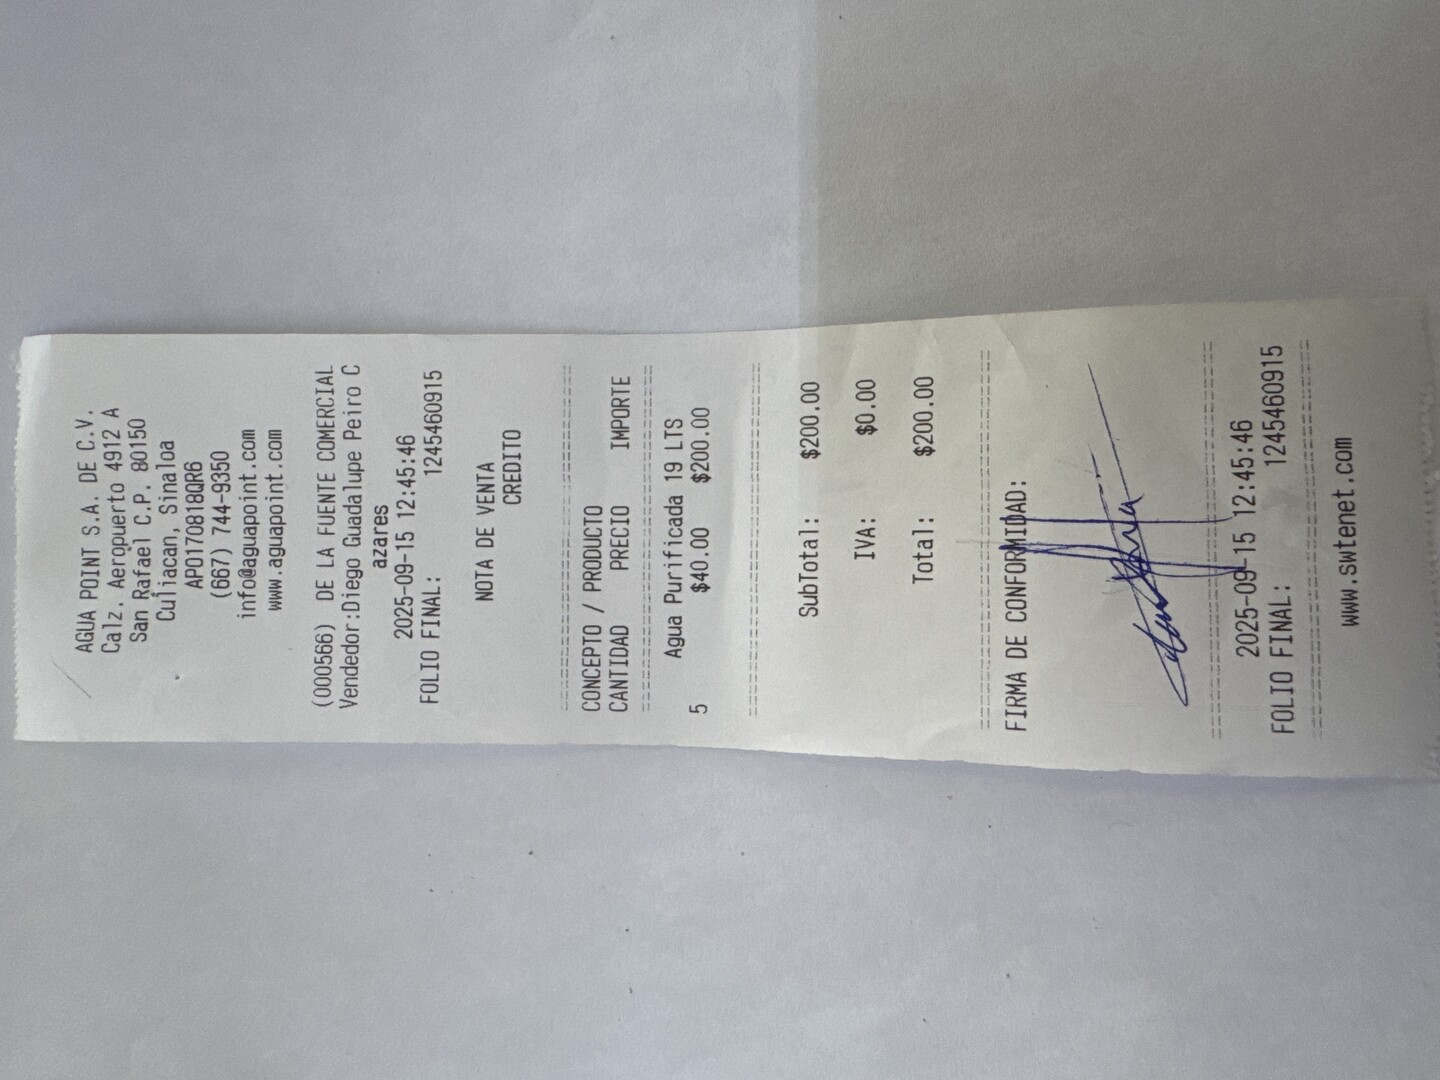 AGUA POINT S.A. DE C.V.
Calz. Aeropuerto 4912 A
San Rafael C.P. 80150
Culiacan, Sinaloa
APO170818QR6
(667) 744-9350
info@aguapoint.com
www.aguapoint.com
(000566) DE LA FUENTE COMERCIAL
Vendedor:Diego Guadalupe Peiro C
azares
2025-09-15 12:45:46
FOLIO FINAL: 1245460915
NOTA DE VENTA
CREDITO
CONCEPTO / PRODUCTO
CANTIDAD PRECIO IMPORTE
Agua Purificada 19 LTS
5 $40.00 $200.00
SubTotal: $200.00
IVA: $0.00
Total: $200.00
FIRMA DE CONFORMIDAD:
2025-09-15 12:45:46
FOLIO FINAL: 1245460915
www.swtenet.com